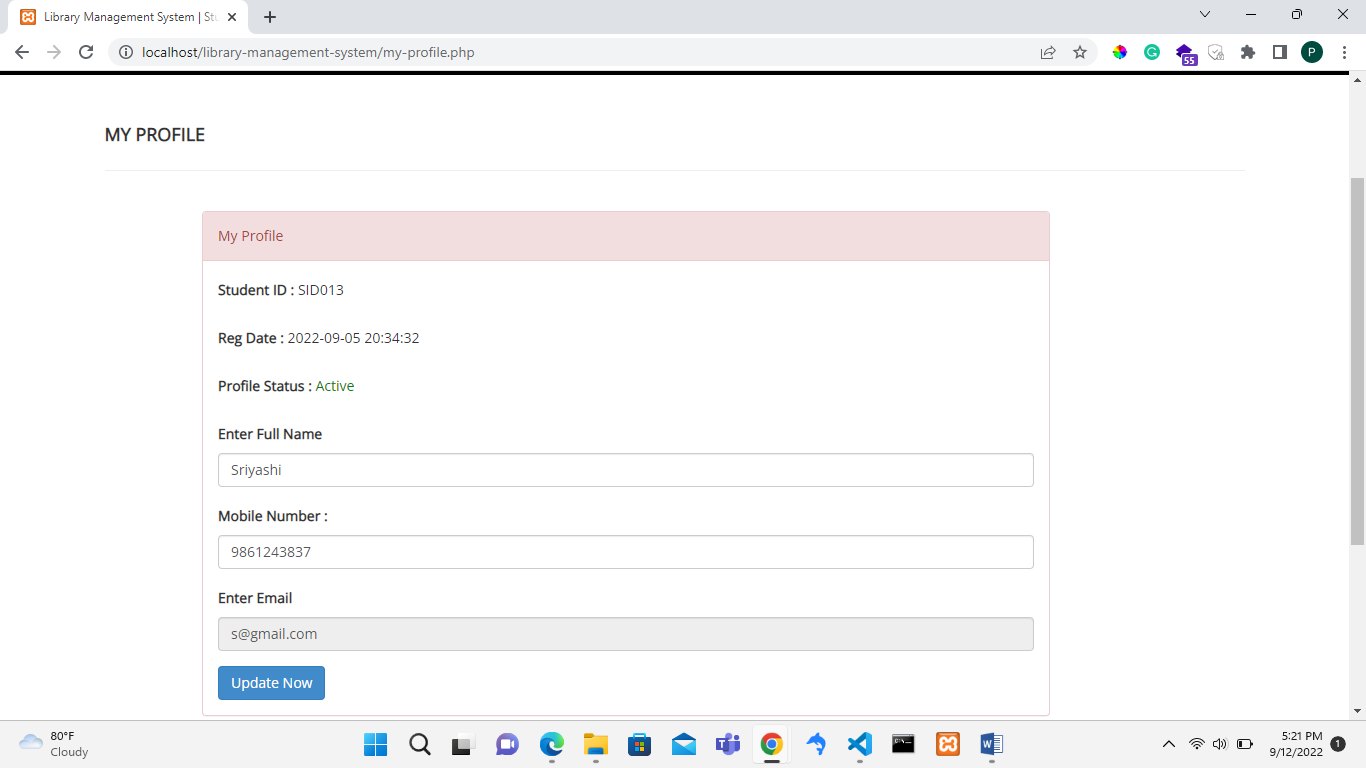 Library Management System | Stu
localhost/library-management-system/my-profile.php
55
P
MY PROFILE
My Profile
Student ID : SID013
Reg Date : 2022-09-05 20:34:32
Profile Status : Active
Enter Full Name
Sriyashi
Mobile Number :
9861243837
Enter Email
s@gmail.com
Update Now
80°F
Cloudy
5:21 PM
9/12/2022
1